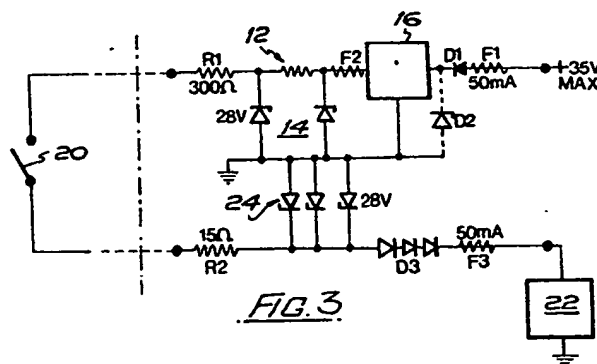 16
12
R1
300Ω
F2
D1
F1
50mA
+35V
MAX
28V
14
D2
20
24
28V
15Ω
R2
D3
50mA
F3
22
FIG. 3